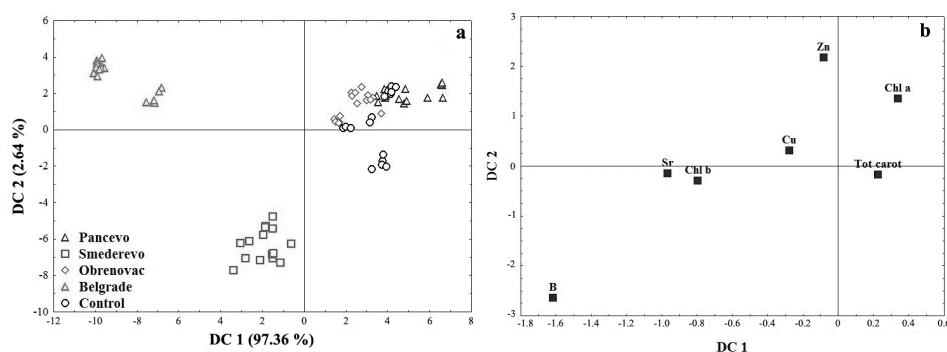 a
6
4
2
0
-2
-4
-6
-8
-10
-12 -10 -8 -6 -4 -2 0 2 4 6 8
DC 2 (2.64 %)
DC 1 (97.36 %)
Pancevo
Smederevo
Obrenovac
Belgrade
Control
b
3
2
1
0
-1
-2
-3
-1.8 -1.6 -1.4 -1.2 -1.0 -0.8 -0.6 -0.4 -0.2 0 0.2 0.4 0.6
DC 2
DC 1
Zn
Chl a
Cu
Sr
Chl b
Tot carot
B